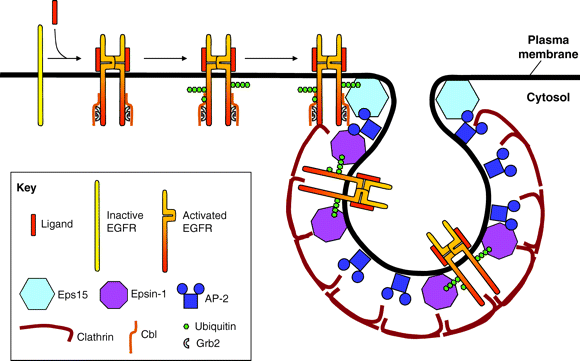 Plasma
membrane
Cytosol
Key
Ligand
Inactive
EGFR
Activated
EGFR
Eps15
Epsin-1
AP-2
Clathrin
Cbl
Ubiquitin
Grb2